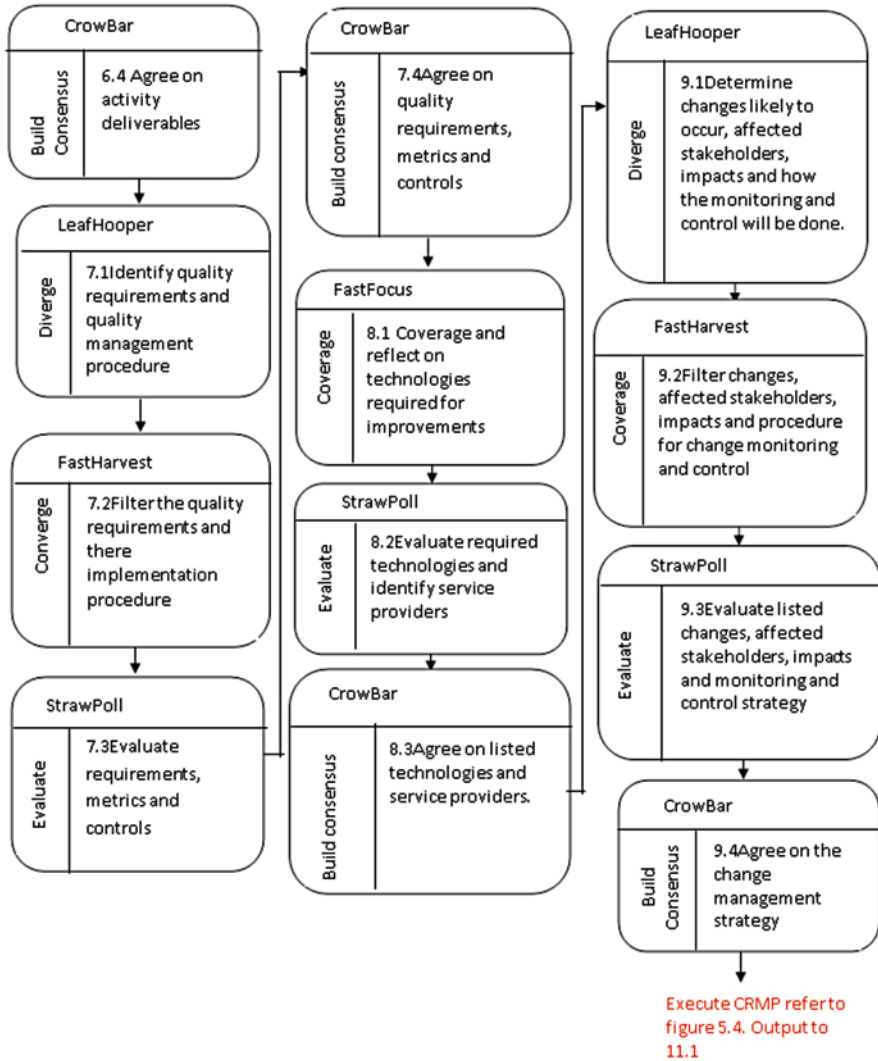 CrowBar
Build
Consensus
6.4 Agree on
activity
deliverables
LeafHooper
Diverge
7.1Identify quality
requirements and
quality
management
procedure
FastHarvest
Converge
7.2Filter the quality
requirements and
there
implementation
procedure
StrawPoll
Evaluate
7.3Evaluate
requirements,
metrics and
controls
CrowBar
Build consensus
7.4Agree on
quality
requirements,
metrics and
controls
FastFocus
Coverage
8.1 Coverage and
reflect on
technologies
required for
improvements
StrawPoll
Evaluate
8.2Evaluate required
technologies and
identify service
providers
CrowBar
Build consensus
8.3Agree on listed
technologies and
service providers.
LeafHooper
Diverge
9.1Determine
changes likely to
occur, affected
stakeholders,
impacts and how
the monitoring and
control will be done.
FastHarvest
Coverage
9.2Filter changes,
affected stakeholders,
impacts and procedure
for change monitoring
and control
StrawPoll
Evaluate
9.3Evaluate listed
changes, affected
stakeholders, impacts
and monitoring and
control strategy
CrowBar
Build
Consensus
9.4Agree on the
change
management
strategy
Execute CRMP refer to
figure 5.4. Output to
11.1